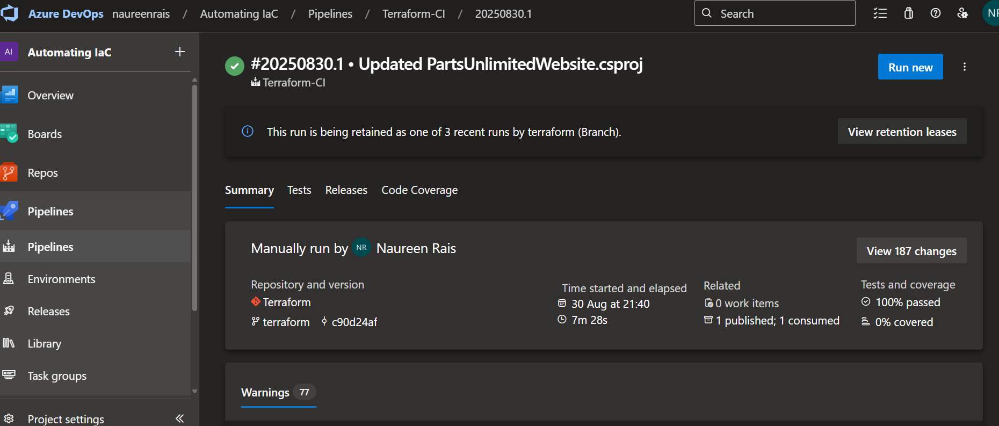 Azure DevOps naureenrais / Automating IaC / Pipelines / Terraform-CI / 20250830.1
Search
NR
AI Automating IaC
Overview
Boards
Repos
Pipelines
Pipelines
Environments
Releases
Library
Task groups
Project settings
#20250830.1 • Updated PartsUnlimitedWebsite.csproj
Terraform-CI
Run new
This run is being retained as one of 3 recent runs by terraform (Branch).
View retention leases
Summary Tests Releases Code Coverage
Manually run by NR Naureen Rais
View 187 changes
Repository and version
Terraform
terraform c90d24af
Time started and elapsed
30 Aug at 21:40
7m 28s
Related
0 work items
1 published; 1 consumed
Tests and coverage
100% passed
0% covered
Warnings 77